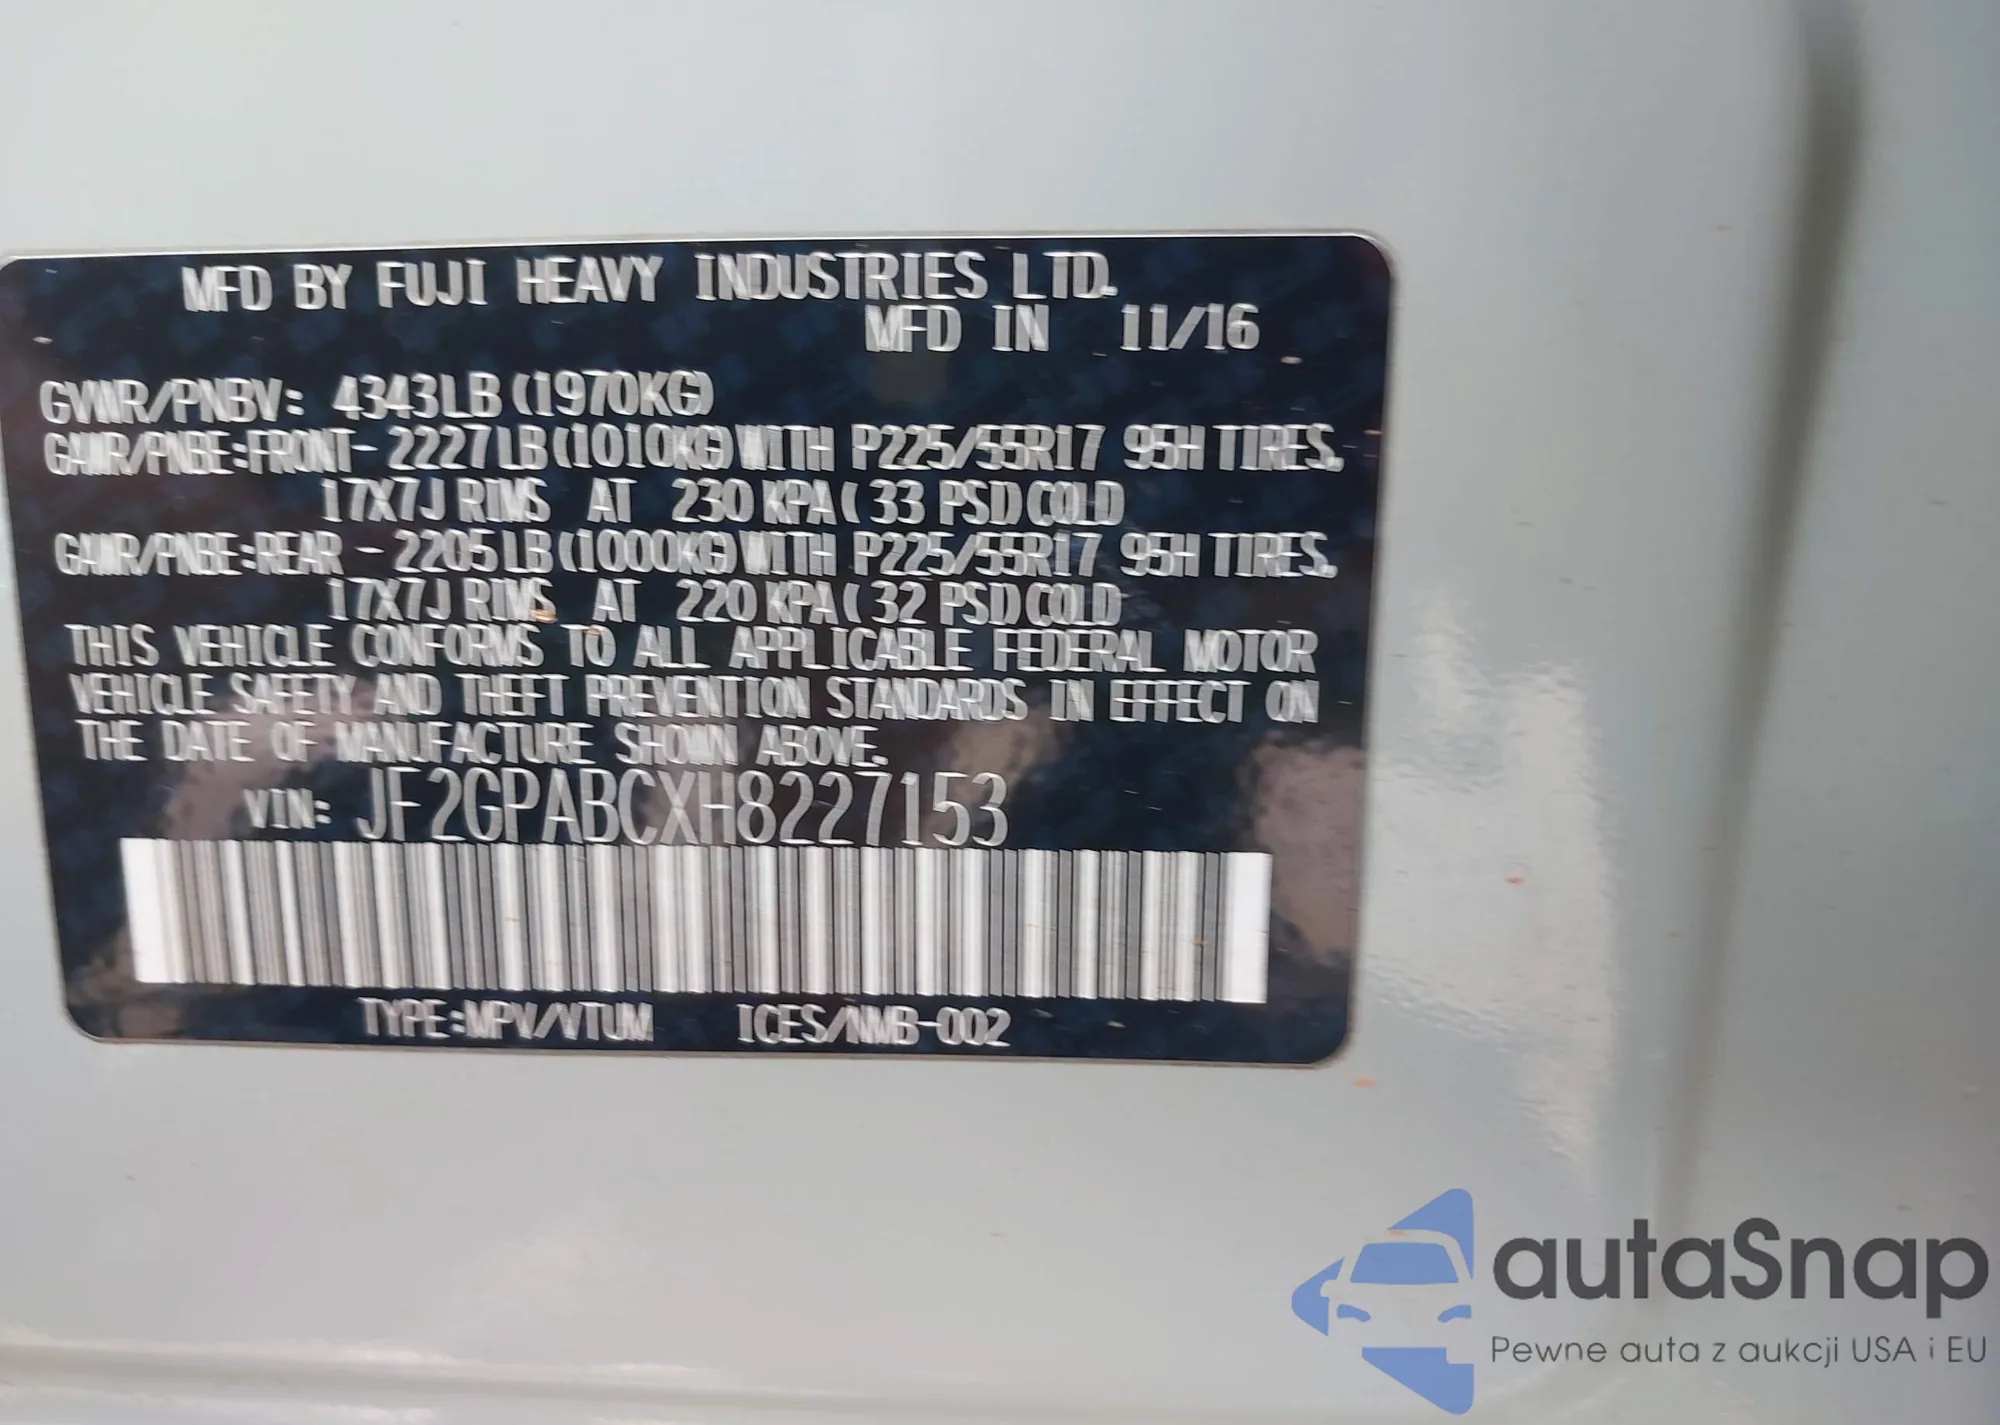 MFD BY FUJI HEAVY INDUSTRIES LTD.
MFD IN 11/16
GVWR/PNBV: 4343LB(1970KG)
GAWR/PNBE:FRONT-2227LB(1010KG)WITH P225/55R17 95H TIRES.
17X7J RIMS AT 230 KPA(33 PSI)COLD
GAWR/PNBE:REAR -2205LB(1000KG)WITH P225/55R17 95H TIRES.
17X7J RIMS AT 220 KPA(32 PSI)COLD
THIS VEHICLE CONFORMS TO ALL APPLICABLE FEDERAL MOTOR
VEHICLE SAFETY AND THEFT PREVENTION STANDARDS IN EFFECT ON
THE DATE OF MANUFACTURE SHOWN ABOVE.
VIN: JF2GPABCXH8227153
TYPE:MPV/VTUM ICES/NMB-002
autaSnap
Pewne auta z aukcji USA i EU